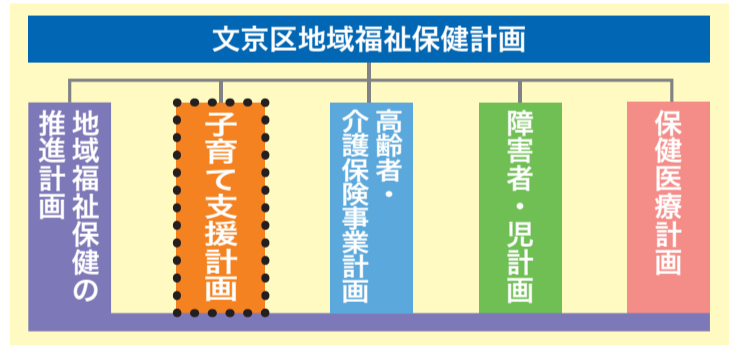 文京区地域福祉保健計画
地域福祉保健の
推進計画
子育て支援計画
高齢者・
介護保険事業計画
障害者・児計画
保健医療計画